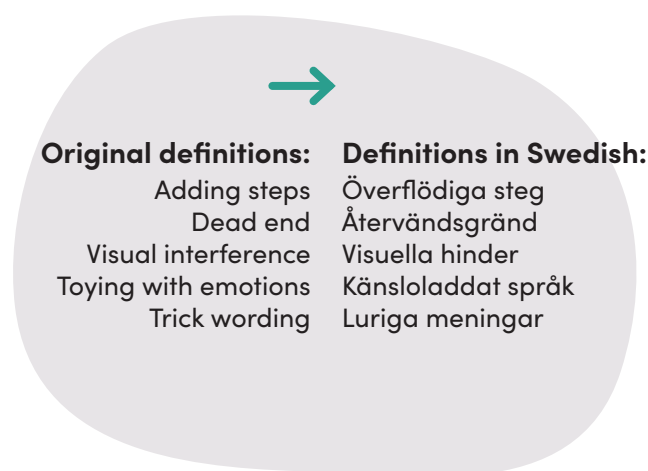 Original definitions:
Adding steps
Dead end
Visual interference
Toying with emotions
Trick wording
Definitions in Swedish:
Överflödiga steg
Återvändsgränd
Visuella hinder
Känsloladdat språk
Luriga meningar